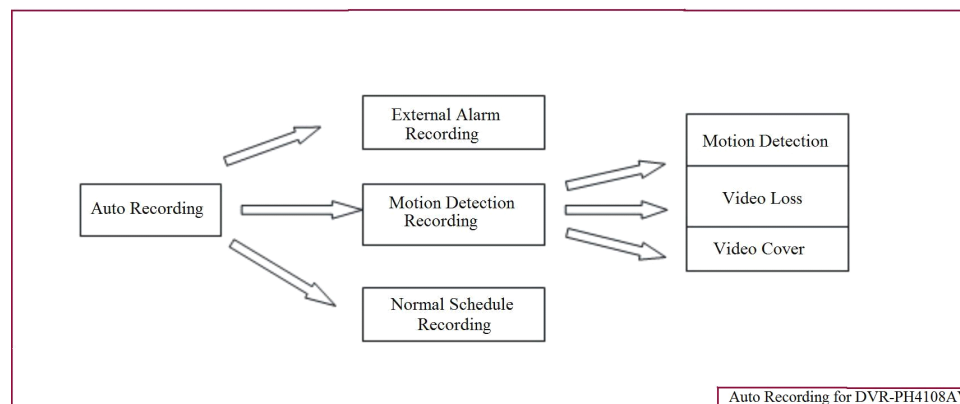 External Alarm
Recording
Motion Detection
Auto Recording
Motion Detection
Recording
Video Loss
Video Cover
Normal Schedule
Recording
Auto Recording for DVR-PH4108AV